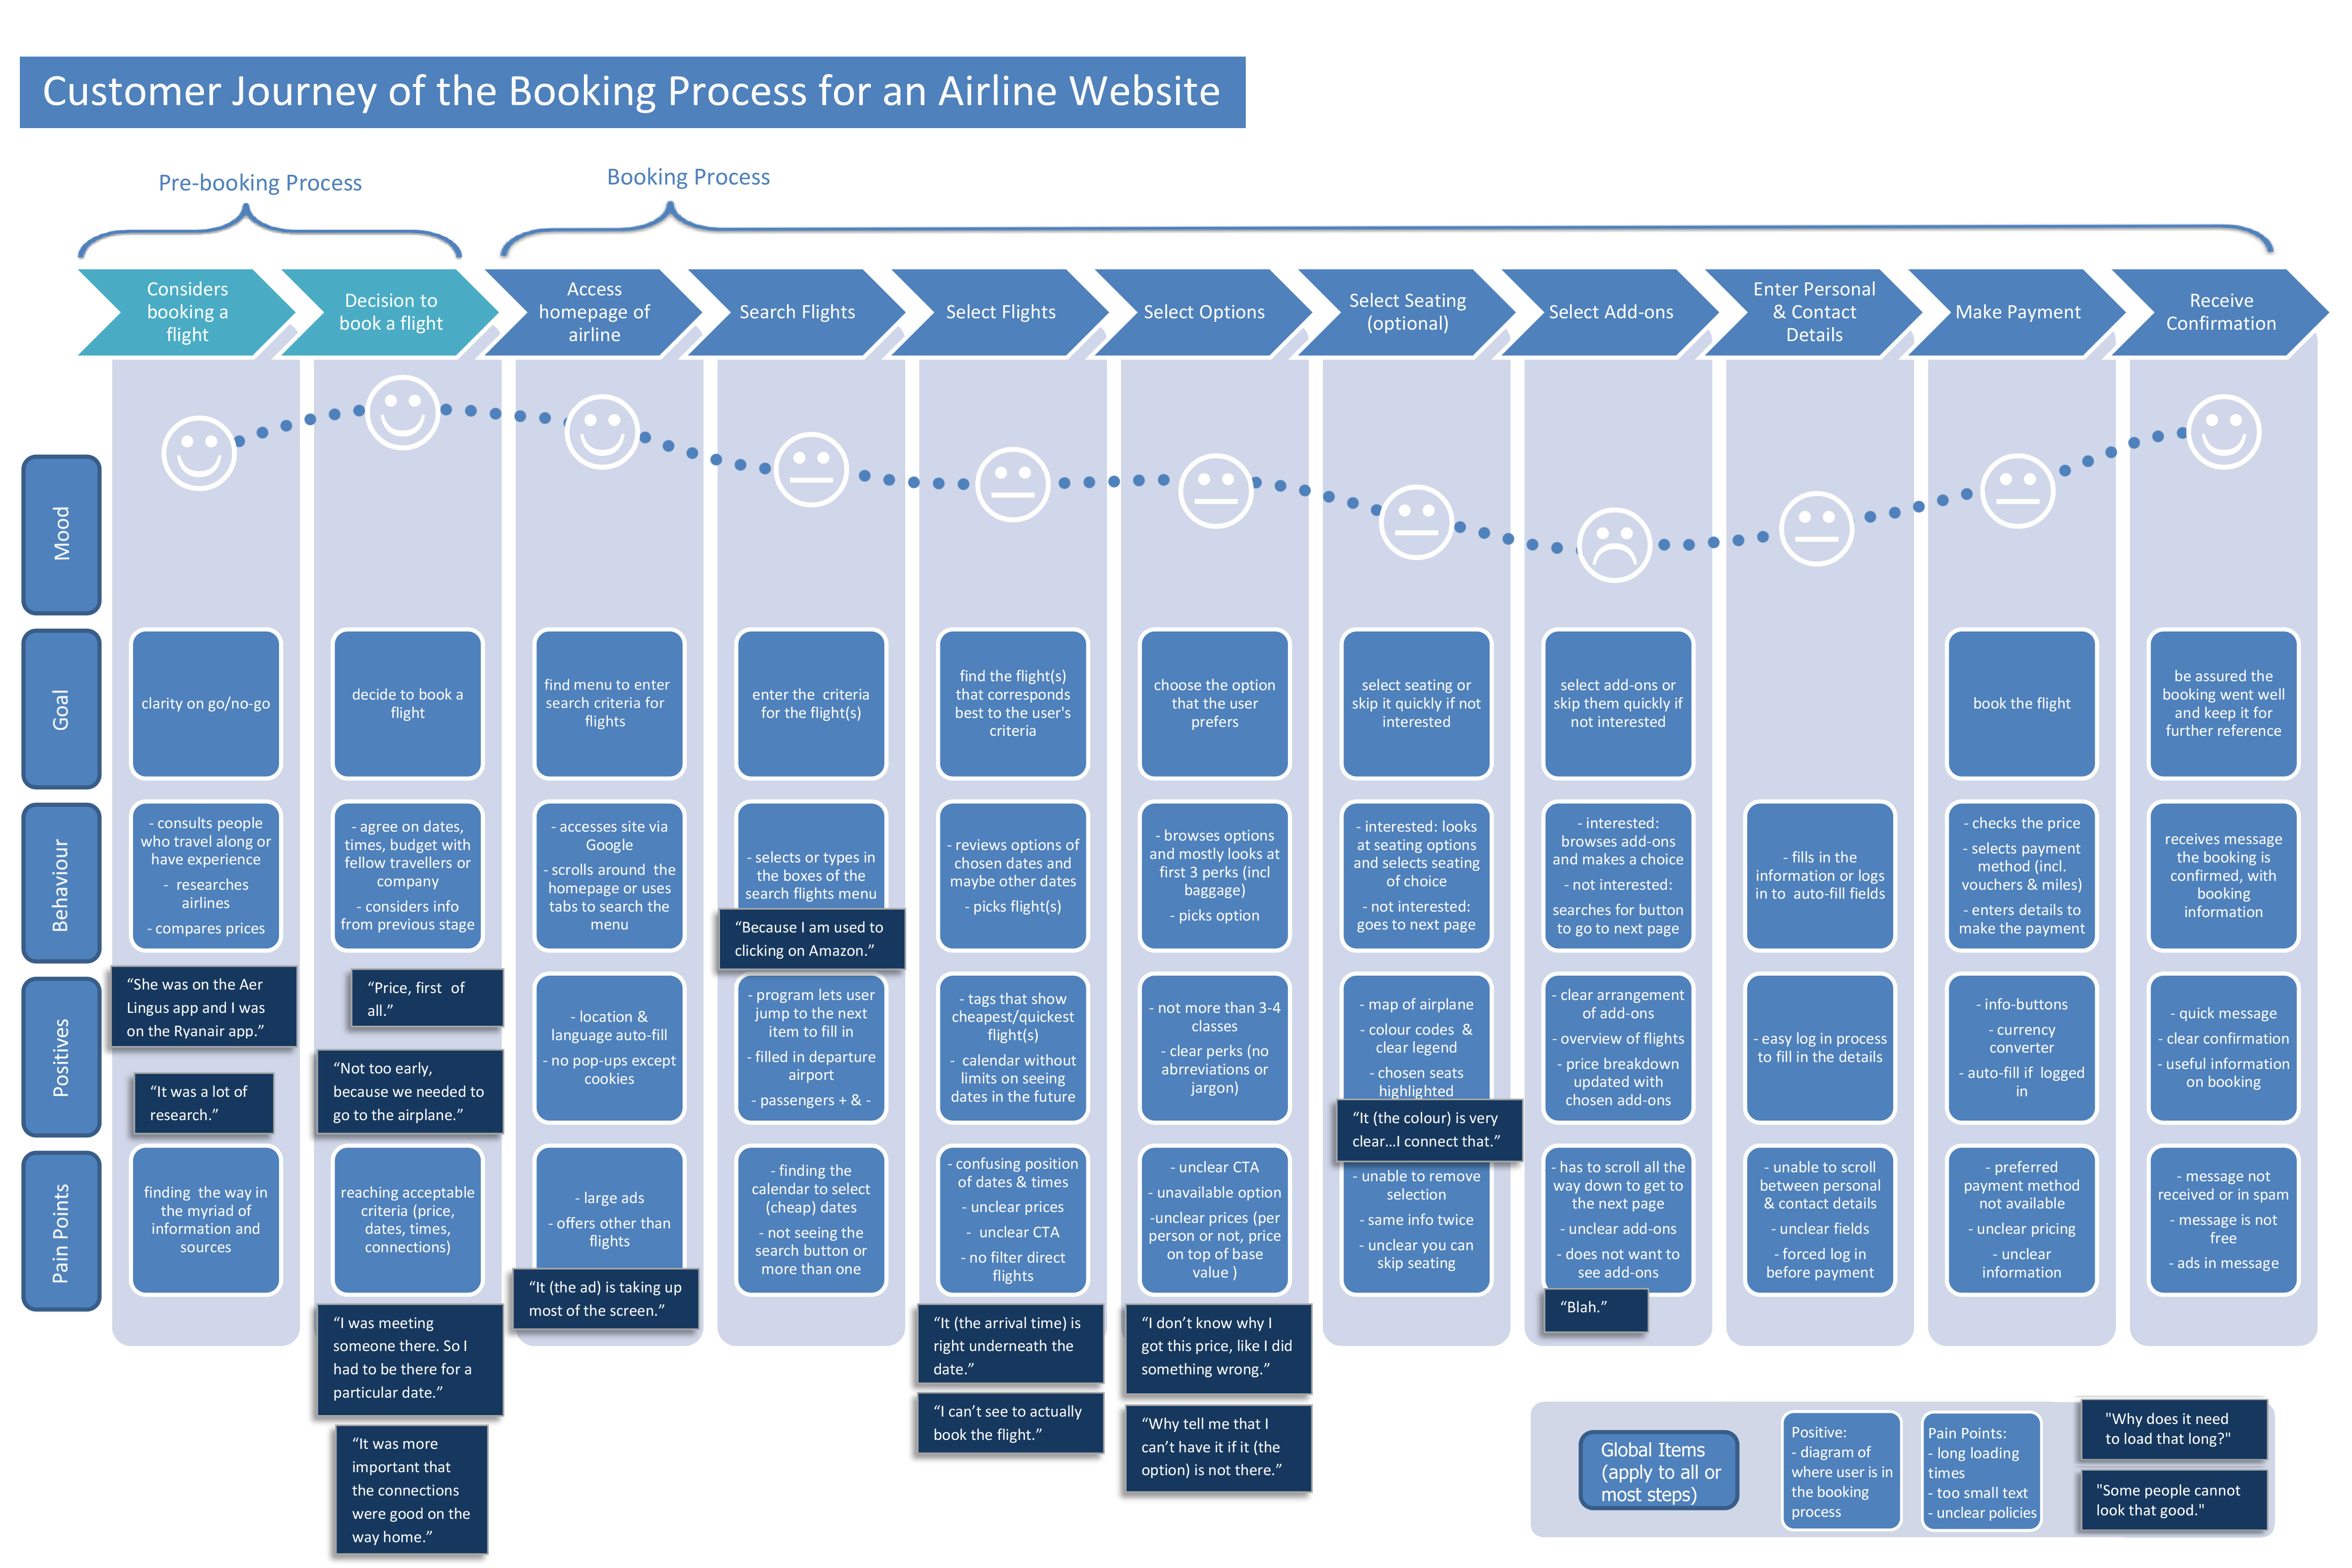 Customer Journey of the Booking Process for an Airline Website
Pre-booking Process
Booking Process
Considers
booking a
flight
Decision to
book a flight
Access
homepage of
airline
Search Flights
Select Flights
Select Options
Select Seating
(optional)
Select Add-ons
Enter Personal
& Contact
Details
Make Payment
Receive
Confirmation
Mood
Goal
clarity on go/no-go
decide to book a
flight
find menu to enter
search criteria for
flights
enter the criteria
for the flight(s)
find the flight(s)
that corresponds
best to the user's
criteria
choose the option
that the user
prefers
select seating or
skip it quickly if not
interested
select add-ons or
skip them quickly if
not interested
book the flight
be assured the
booking went well
and keep it for
further reference
Behaviour
- consults people
who travel along or
have experience
- researches
airlines
- compares prices
- agree on dates,
times, budget with
fellow travellers or
company
- considers info
from previous stage
- accesses site via
Google
- scrolls around the
homepage or uses
tabs to search the
menu
- selects or types in
the boxes of the
search flights menu
“Because I am used to
clicking on Amazon.”
- reviews options of
chosen dates and
maybe other dates
- picks flight(s)
- browses options
and mostly looks at
first 3 perks (incl
baggage)
- picks option
- interested: looks
at seating options
and selects seating
of choice
- not interested:
goes to next page
- interested:
browses add-ons
and makes a choice
- not interested:
searches for button
to go to next page
- fills in the
information or logs
in to auto-fill fields
- checks the price
- selects payment
method (incl.
vouchers & miles)
- enters details to
make the payment
receives message
the booking is
confirmed, with
booking
information
Positives
“She was on the Aer
Lingus app and I was
on the Ryanair app.”
“It was a lot of
research.”
“Price, first of
all.”
“Not too early,
because we needed to
go to the airplane.”
- location &
language auto-fill
- no pop-ups except
cookies
- program lets user
jump to the next
item to fill in
- filled in departure
airport
- passengers + & -
- tags that show
cheapest/quickest
flight(s)
- calendar without
limits on seeing
dates in the future
- not more than 3-4
classes
- clear perks (no
abrreviations or
jargon)
- map of airplane
- colour codes &
clear legend
- chosen seats
highlighted
“It (the colour) is very
clear...I connect that.”
- clear arrangement
of add-ons
- overview of flights
- price breakdown
updated with
chosen add-ons
- easy log in process
to fill in the details
- info-buttons
- currency
converter
- auto-fill if logged
in
- quick message
- clear confirmation
- useful information
on booking
Pain Points
finding the way in
the myriad of
information and
sources
reaching acceptable
criteria (price,
dates, times,
connections)
- large ads
- offers other than
flights
“It (the ad) is taking up
most of the screen.”
- finding the
calendar to select
(cheap) dates
- not seeing the
search button or
more than one
- confusing position
of dates & times
- unclear prices
- unclear CTA
- no filter direct
flights
- unclear CTA
- unavailable option
-unclear prices (per
person or not, price
on top of base
value )
- unable to remove
selection
- same info twice
- unclear you can
skip seating
- has to scroll all the
way down to get to
the next page
- unclear add-ons
- does not want to
see add-ons
“Blah.”
- unable to scroll
between personal
& contact details
- unclear fields
- forced log in
before payment
- preferred
payment method
not available
- unclear pricing
- unclear
information
- message not
received or in spam
- message is not
free
- ads in message
“I was meeting
someone there. So I
had to be there for a
particular date.”
“It was more
important that
the connections
were good on the
way home.”
“It (the arrival time) is
right underneath the
date.”
“I can’t see to actually
book the flight.”
“I don’t know why I
got this price, like I did
something wrong.”
“Why tell me that I
can’t have it if it (the
option) is not there.”
Global Items
(apply to all or
most steps)
Positive:
- diagram of
where user is in
the booking
process
Pain Points:
- long loading
times
- too small text
- unclear policies
"Why does it need
to load that long?"
"Some people cannot
look that good."